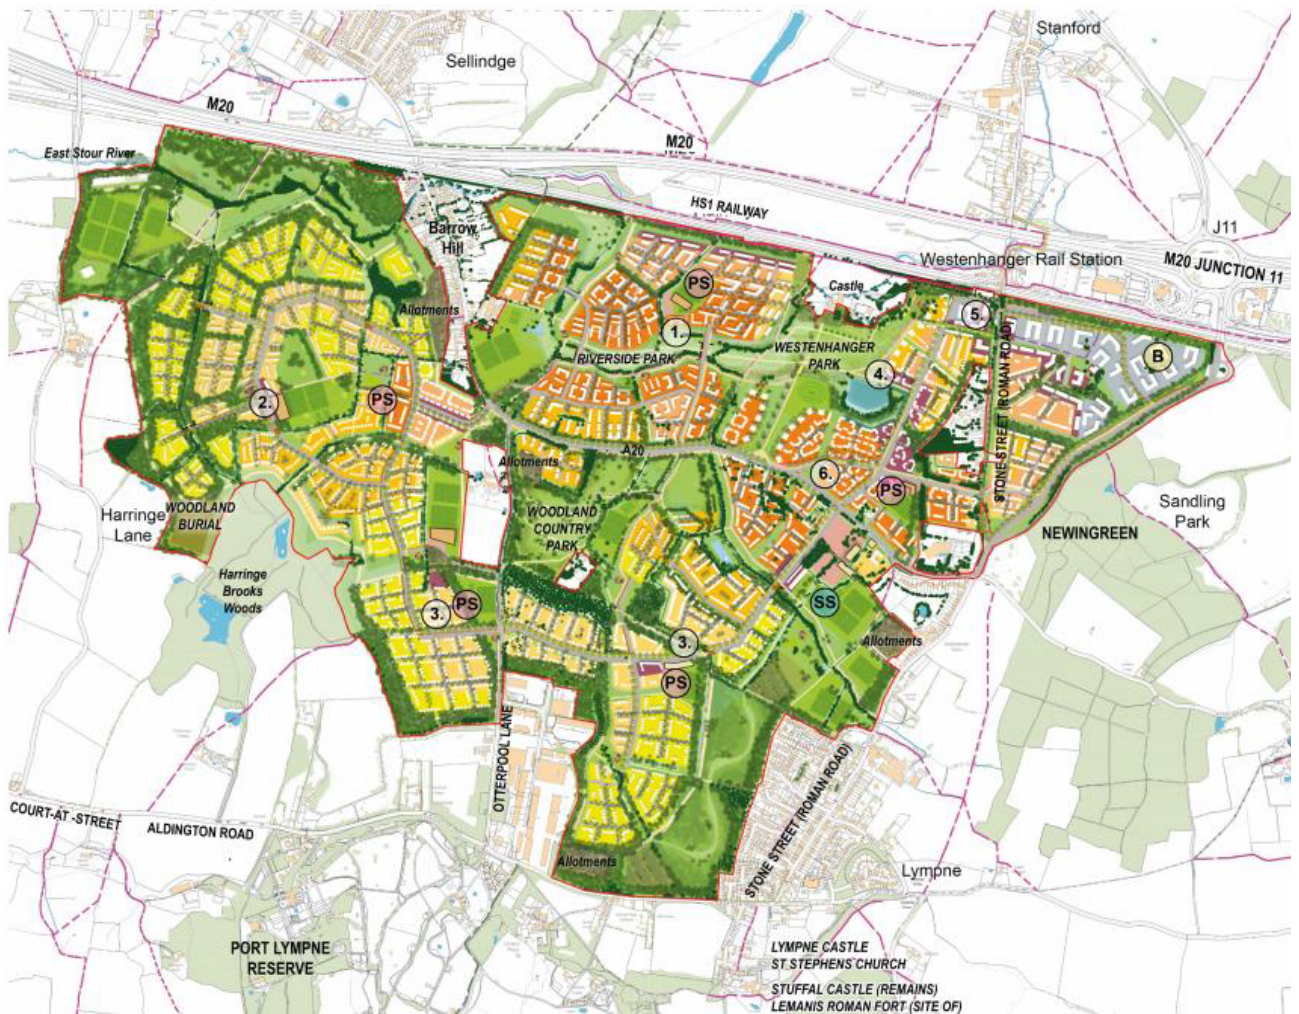 Sellindge
Stanford
M20
M20
East Stour River
HS1 RAILWAY
J11
M20 JUNCTION 11
Barrow
Hill
Westenhanger Rail Station
Castle
PS
Allotments
1.
5.
RIVERSIDE PARK
WESTENHANGER
PARK
4.
B
STONE STREET (ROMAN ROAD)
2.
PS
A20
Allotments
6.
PS
WOODLAND
BURIAL
Harringe
Lane
WOODLAND
COUNTRY
PARK
Sandling
Park
NEWINGREEN
Harringe
Brooks
Woods
3.
PS
SS
3.
Allotments
PS
OTTERPOOL LANE
COURT-AT -STREET
ALDINGTON ROAD
STONE STREET (ROMAN ROAD)
Allotments
Lympne
PORT LYMPNE
RESERVE
LYMPNE CASTLE
ST STEPHENS CHURCH
STUFFAL CASTLE (REMAINS)
LEMANIS ROMAN FORT (SITE OF)